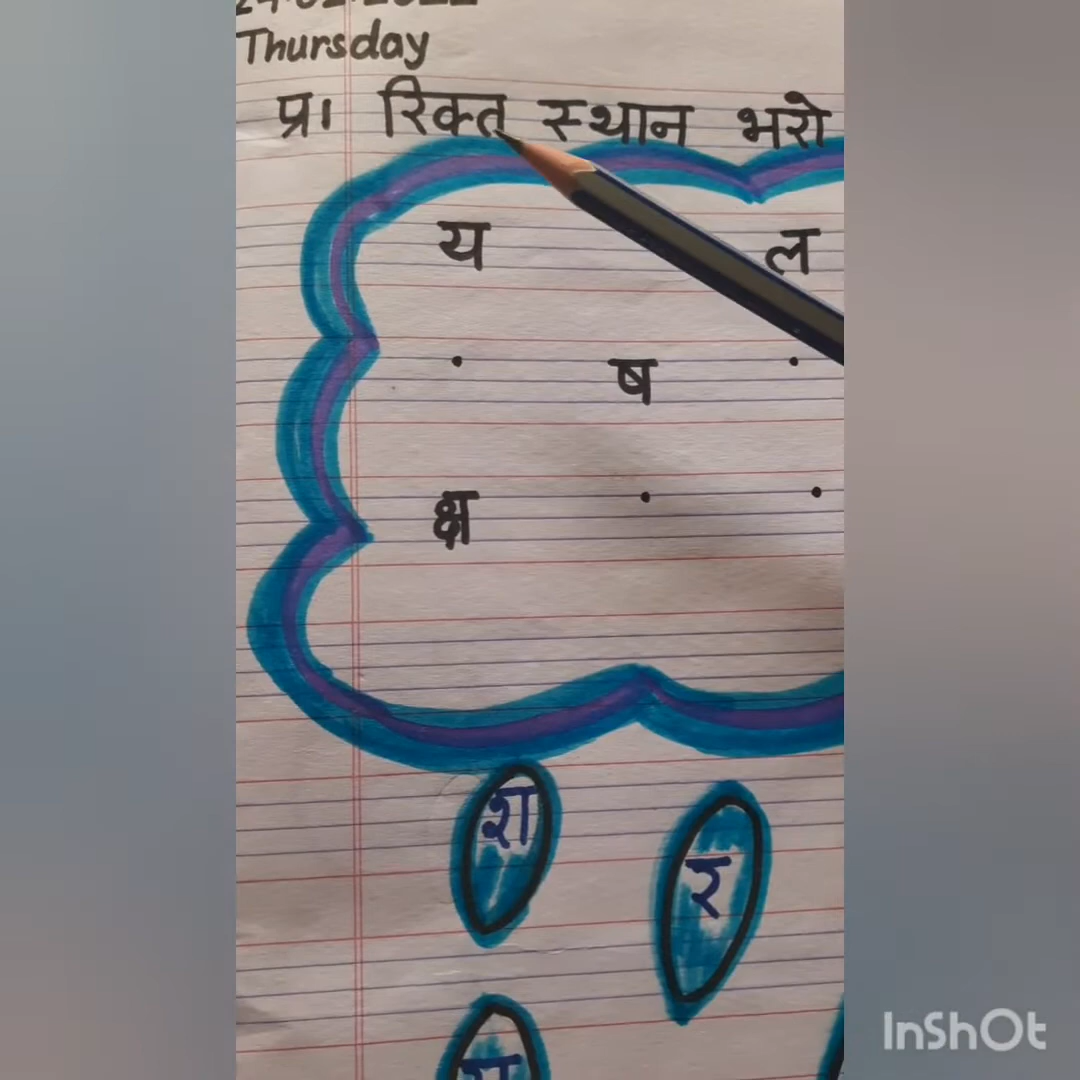 Thursday
प्र। रिक्त स्थान भरो
य ल
. ष .
क्ष . .
श
र
InShOt